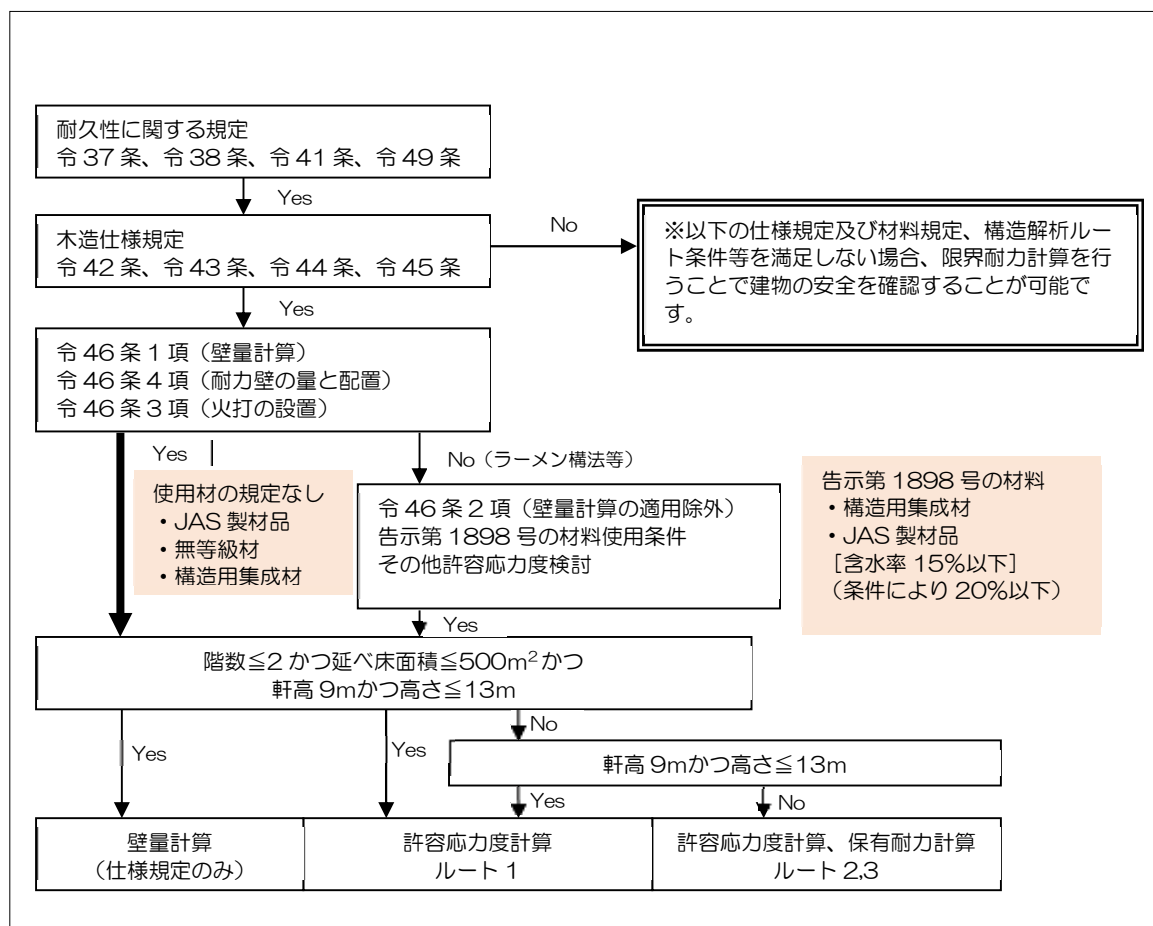 耐久性に関する規定
令37条、令38条、令41条、令49条
Yes
木造仕様規定
令42条、令43条、令44条、令45条
No
※以下の仕様規定及び材料規定、構造解析ルー
ト条件等を満足しない場合、限界耐力計算を行
うことで建物の安全を確認することが可能で
す。
Yes
令46条1項（壁量計算）
令46条4項（耐力壁の量と配置）
令46条3項（火打の設置）
Yes
No（ラーメン構法等）
使用材の規定なし
・JAS製材品
・無等級材
・構造用集成材
令46条2項（壁量計算の適用除外）
告示第1898号の材料使用条件
その他許容応力度検討
告示第1898号の材料
・構造用集成材
・JAS製材品
［含水率15%以下］
（条件により20%以下）
Yes
階数≦2かつ延べ床面積≦500m²かつ
軒高9mかつ高さ≦13m
Yes
Yes
No
軒高9mかつ高さ≦13m
Yes
No
壁量計算
（仕様規定のみ）
許容応力度計算
ルート1
許容応力度計算、保有耐力計算
ルート2,3